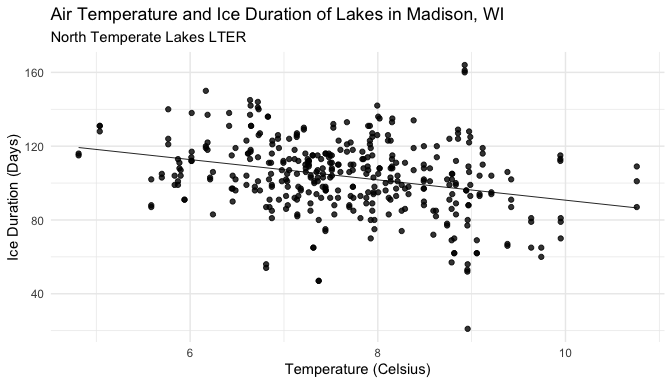 Air Temperature and Ice Duration of Lakes in Madison, WI
North Temperate Lakes LTER
Ice Duration (Days)
160
120
80
40
6 8 10
Temperature (Celsius)